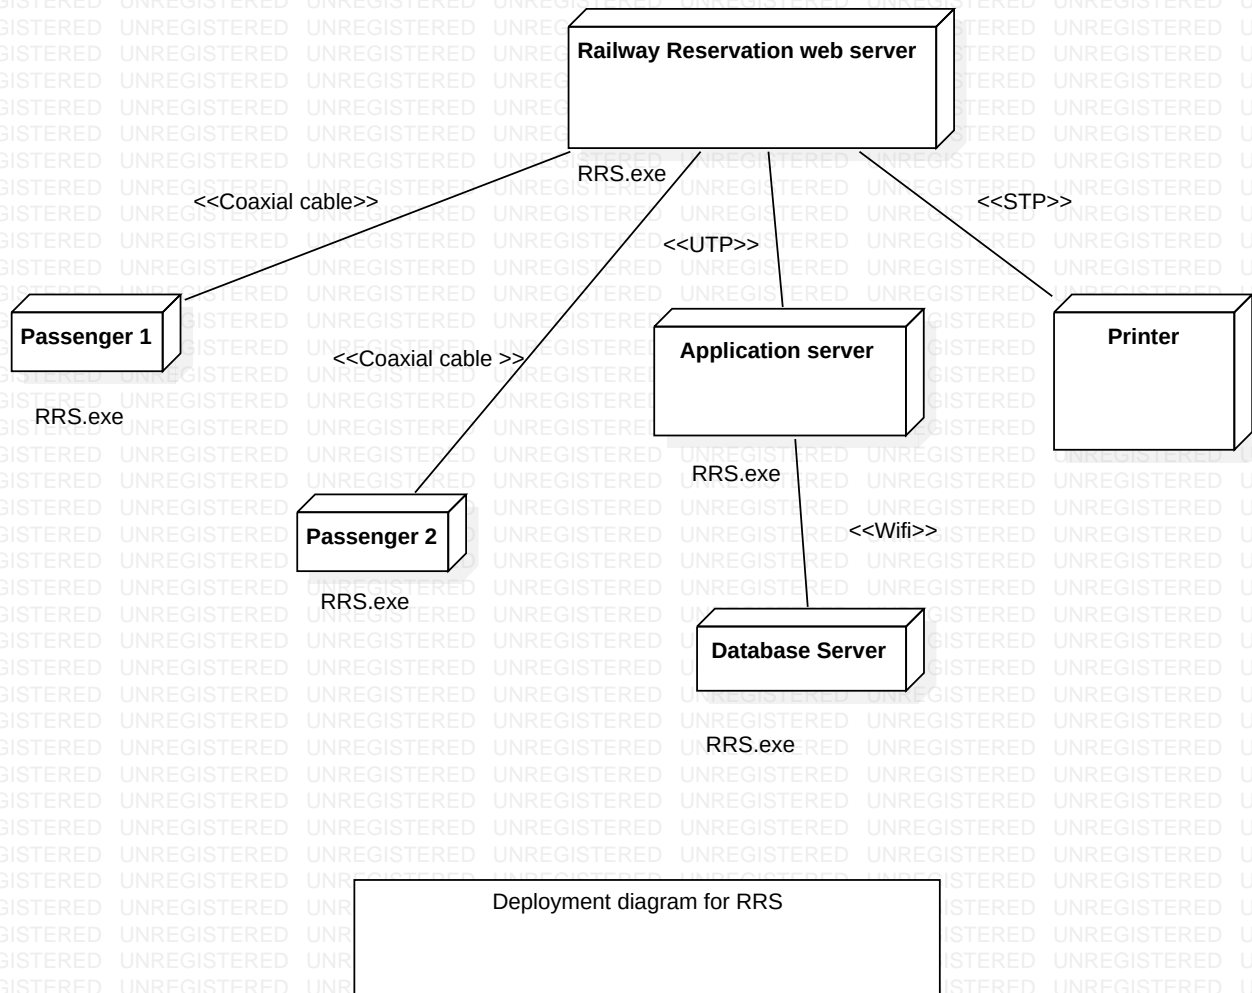 Railway Reservation web server
RRS.exe
<<Coaxial cable>>
<<STP>>
<<UTP>>
Passenger 1
Printer
Application server
<<Coaxial cable >>
RRS.exe
RRS.exe
<<Wifi>>
Passenger 2
RRS.exe
Database Server
RRS.exe
Deployment diagram for RRS
UNREGISTERED